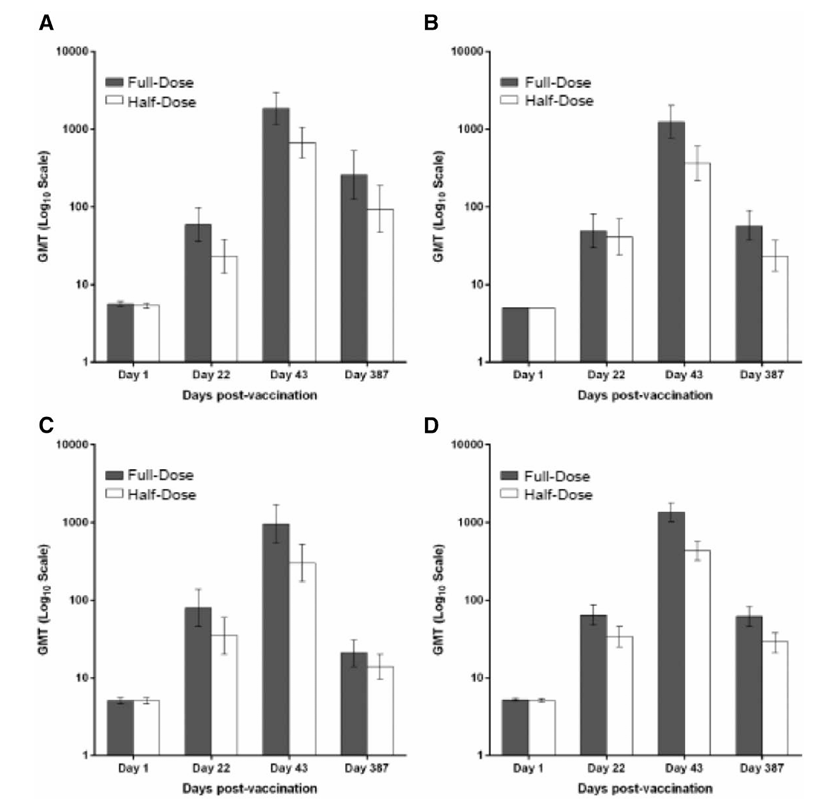 A
10000
1000
100
10
1
GMT (Log10 Scale)
Full-Dose
Half-Dose
Day 1 Day 22 Day 43 Day 387
Days post-vaccination
B
10000
1000
100
10
1
GMT (Log10 Scale)
Full-Dose
Half-Dose
Day 1 Day 22 Day 43 Day 387
Days post-vaccination
C
10000
1000
100
10
1
GMT (Log10 Scale)
Full-Dose
Half-Dose
Day 1 Day 22 Day 43 Day 387
Days post-vaccination
D
10000
1000
100
10
1
GMT (Log10 Scale)
Full-Dose
Half-Dose
Day 1 Day 22 Day 43 Day 387
Days post-vaccination